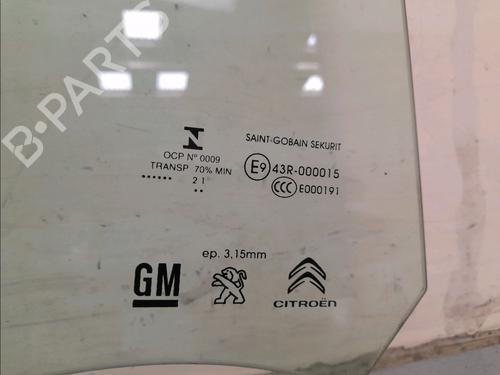 B-PARTS
SAINT-GOBAIN SEKURIT
OCP Nº 0009
TRANSP 70% MIN
...... 2 1
..
E9 43R-000015
CCC E000191
ep. 3,15mm
GM
CITROËN